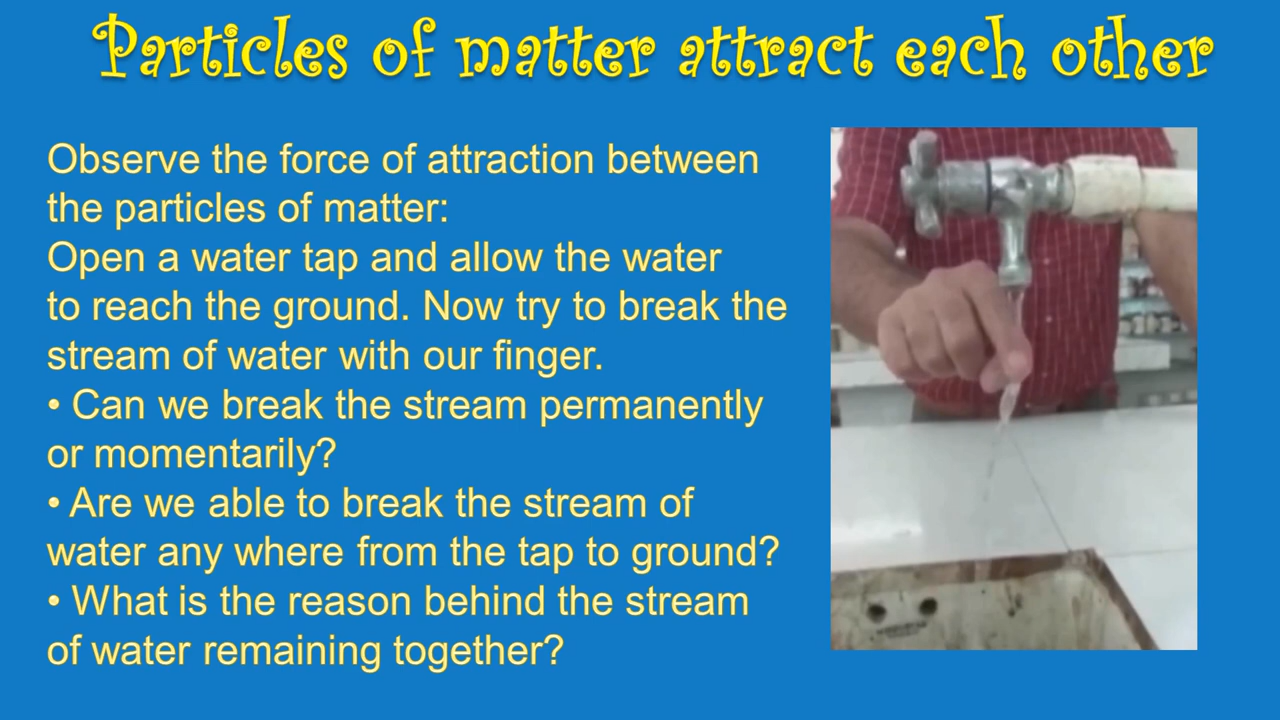 Particles of matter attract each other
Observe the force of attraction between
the particles of matter:
Open a water tap and allow the water
to reach the ground. Now try to break the
stream of water with our finger.
• Can we break the stream permanently
or momentarily?
• Are we able to break the stream of
water any where from the tap to ground?
• What is the reason behind the stream
of water remaining together?